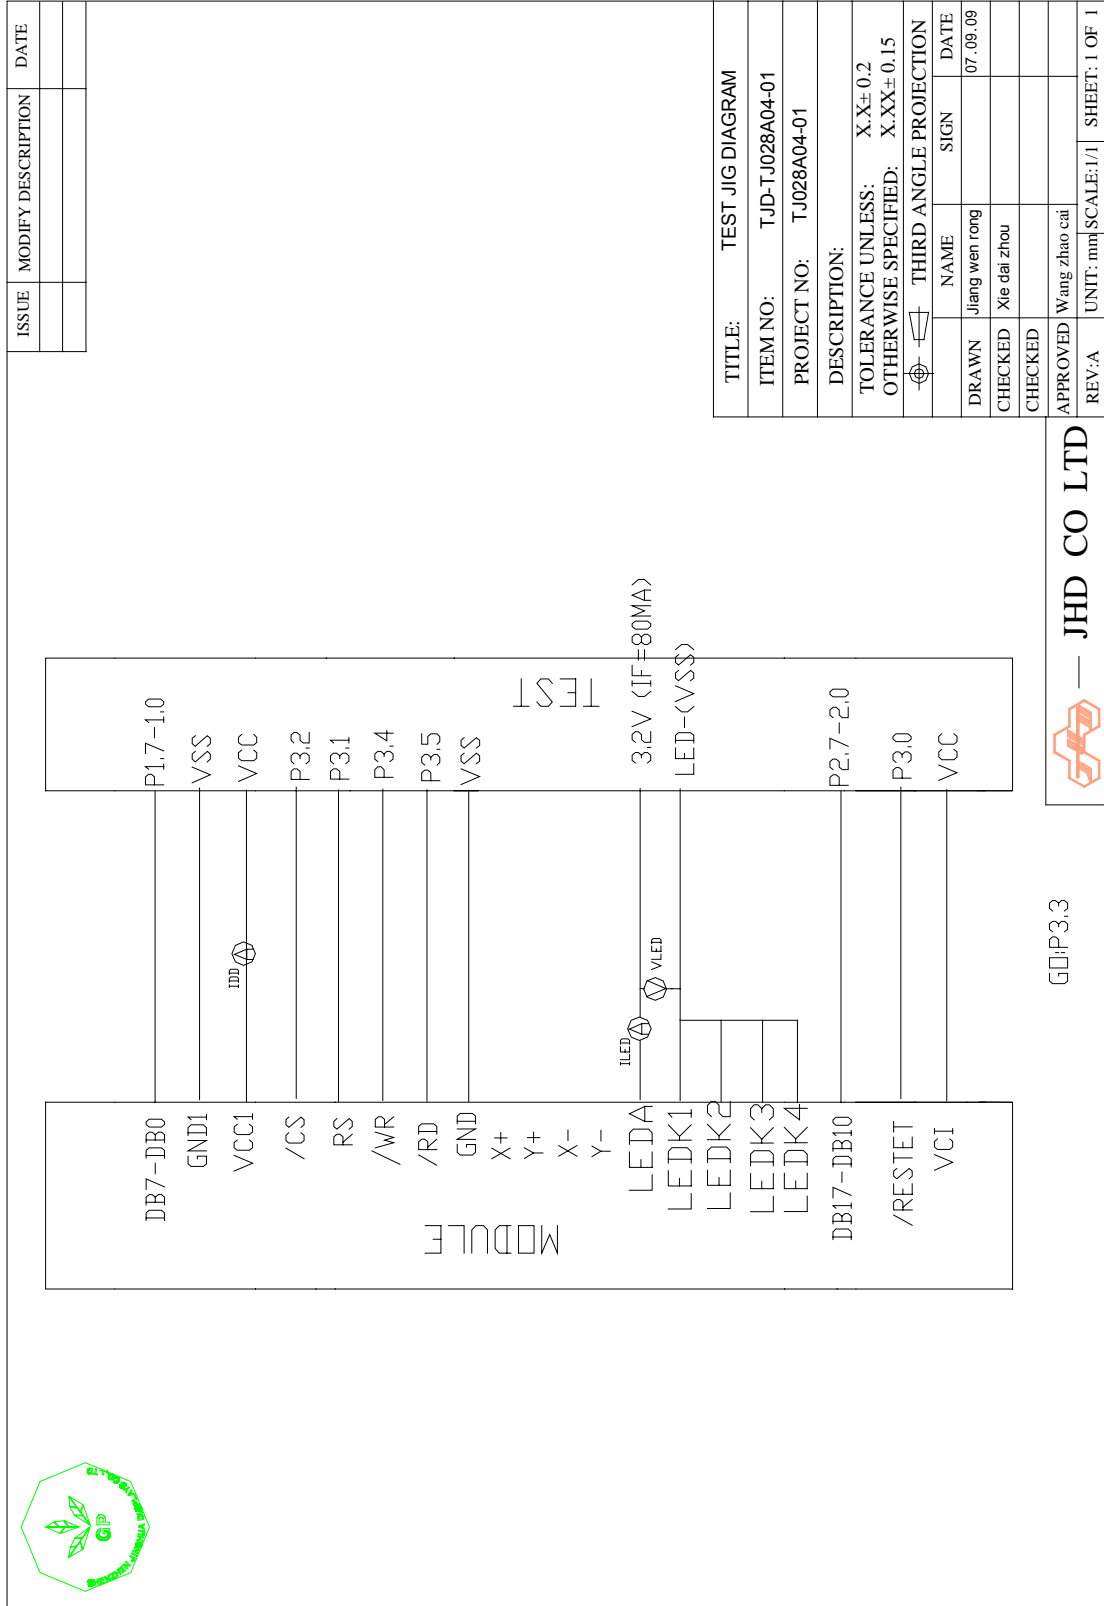 ISSUE MODIFY DESCRIPTION DATE
MODULE
DB7-DB0
GND1
VCC1
/CS
RS
/WR
/RD
GND
X+
Y+
X-
Y-
LEDA
LEDK1
LEDK2
LEDK3
LEDK4
DB17-DB10
/RESTET
VCI
IDD
A
ILED
A
V
VLED
TEST
P1.7-1.0
VSS
VCC
P3.2
P3.1
P3.4
P3.5
VSS
3.2V (IF=80MA)
LED-(VSS)
P2.7-2.0
P3.0
VCC
GO:P3.3
GP
JHD
— JHD CO LTD
TITLE: TEST JIG DIAGRAM
ITEM NO: TJD-TJ028A04-01
PROJECT NO: TJ028A04-01
DESCRIPTION:
TOLERANCE UNLESS: X.X± 0.2
OTHERWISE SPECIFIED: X.XX± 0.15
THIRD ANGLE PROJECTION
NAME SIGN DATE
DRAWN Jiang wen rong 07.09.09
CHECKED Xie dai zhou
CHECKED
APPROVED Wang zhao cai
REV:A UNIT: mm SCALE:1/1 SHEET: 1 OF 1